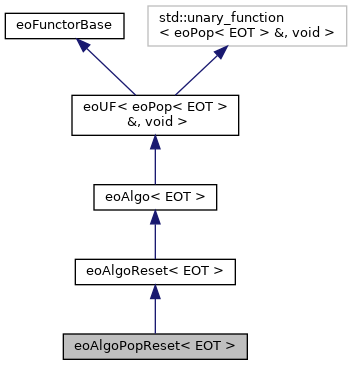 eoFunctorBase
std::unary_function
< eoPop< EOT > &, void >
eoUF< eoPop< EOT >
&, void >
eoAlgo< EOT >
eoAlgoReset< EOT >
eoAlgoPopReset< EOT >